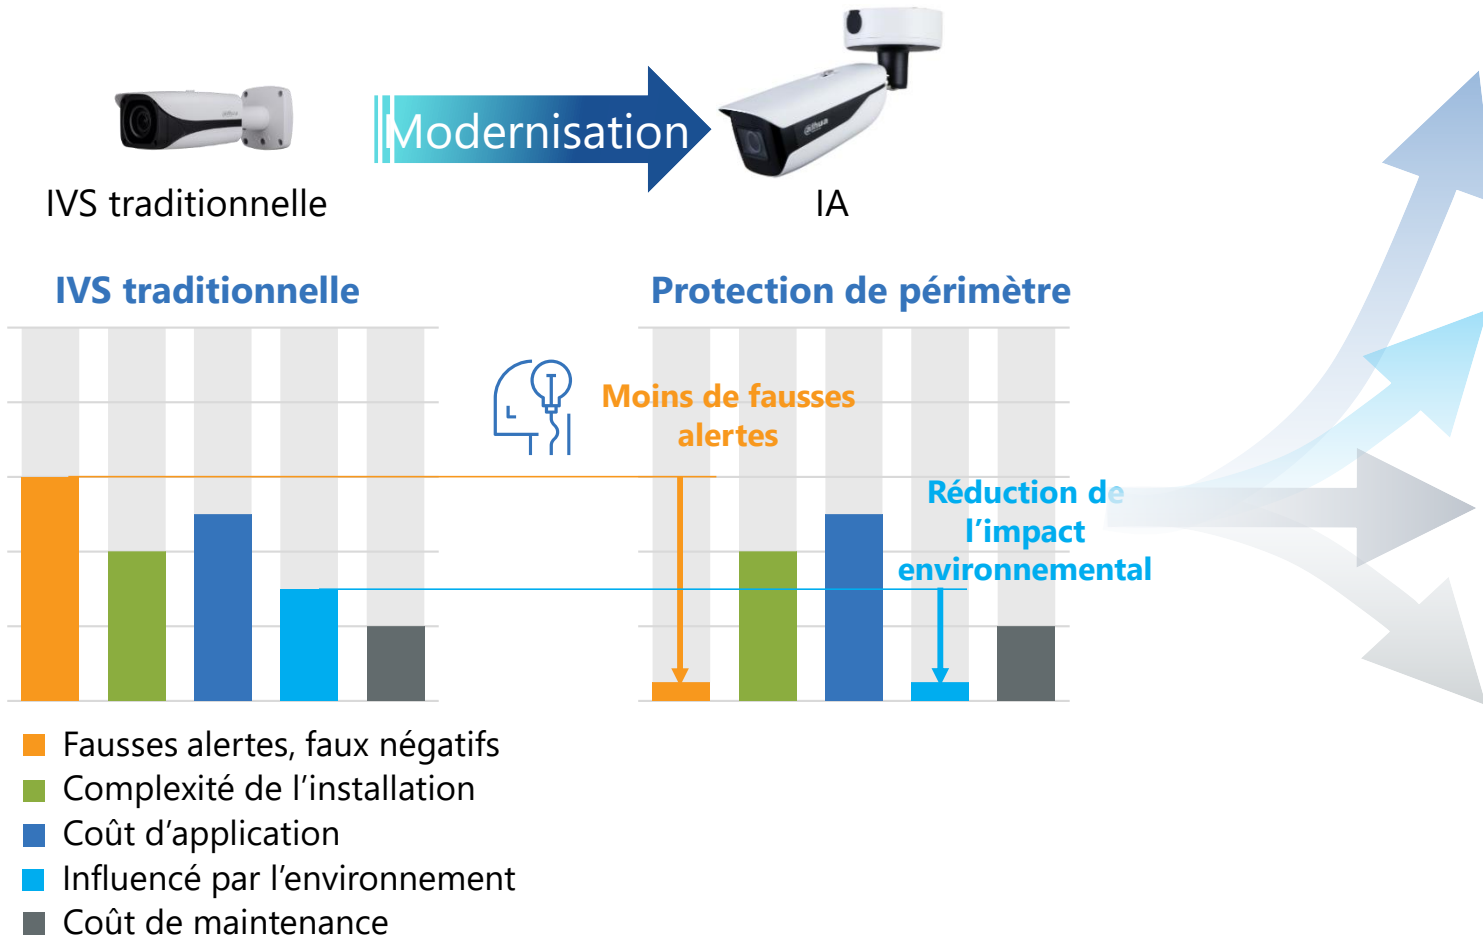 Modernisation
IVS traditionnelle
IA
IVS traditionnelle
Protection de périmètre
Moins de fausses
alertes
Réduction de
l’impact
environnemental
Fausses alertes, faux négatifs
Complexité de l’installation
Coût d’application
Influencé par l’environnement
Coût de maintenance